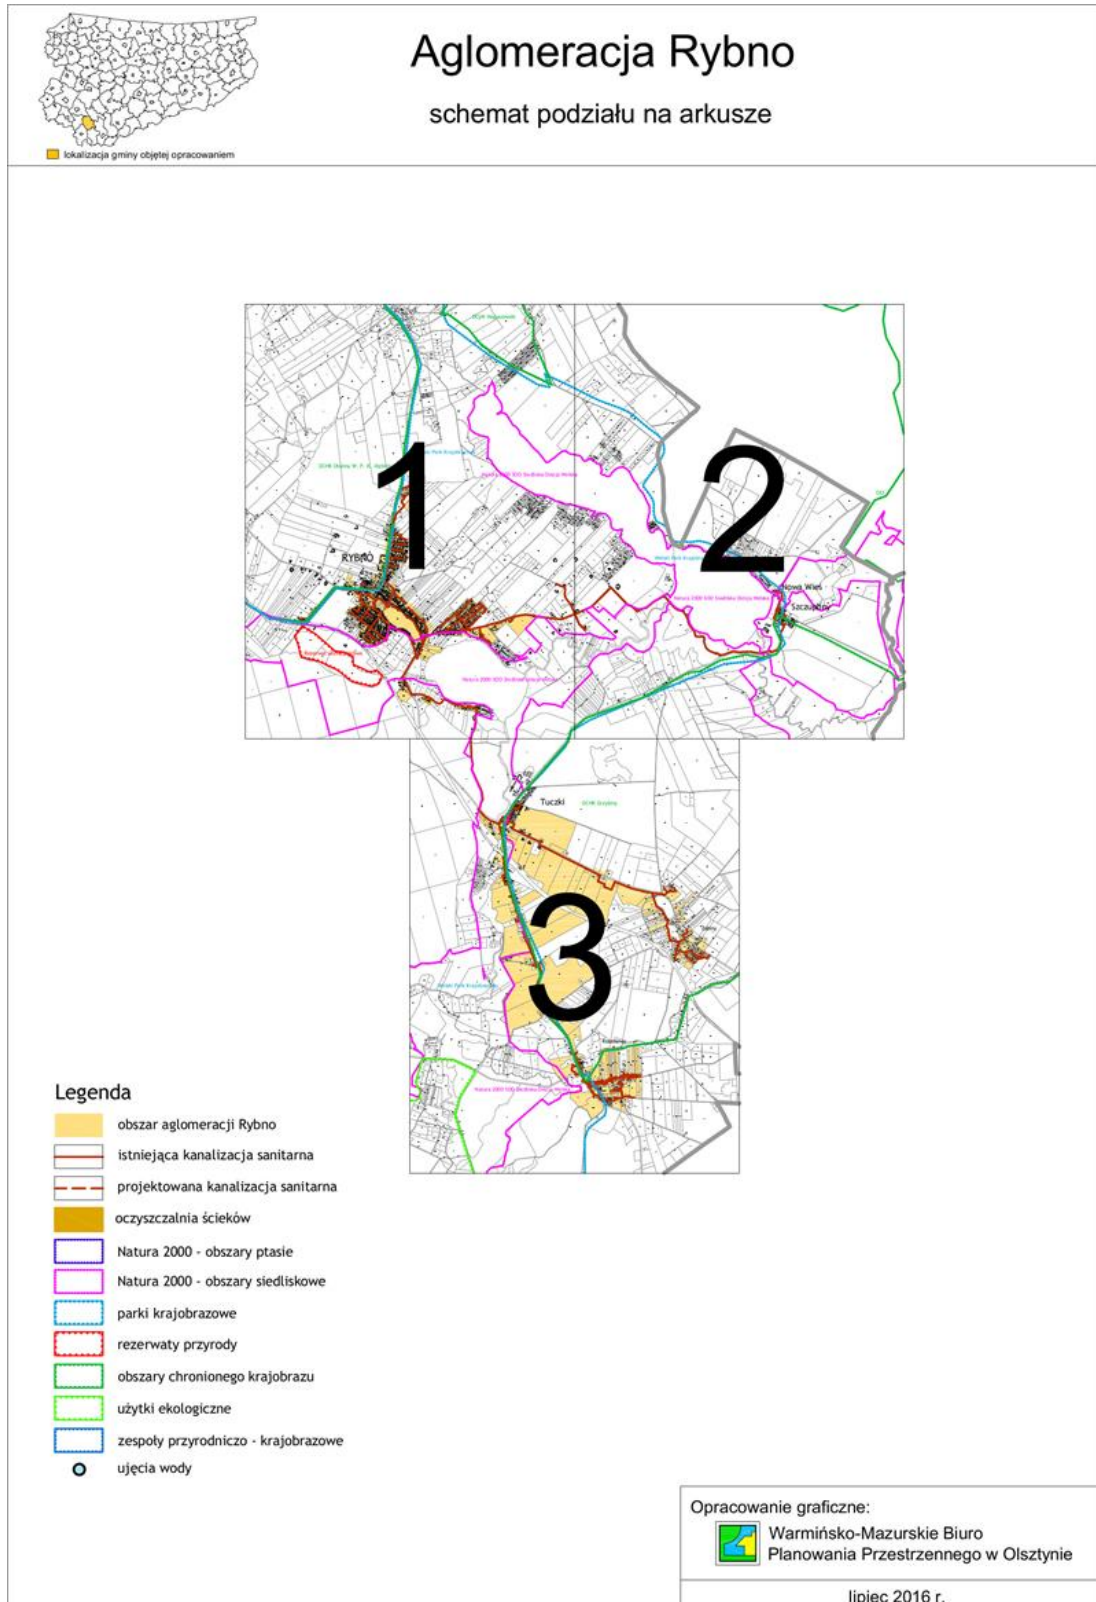 Aglomeracja Rybno
schemat podziału na arkusze
lokalizacja gminy objętej opracowaniem
1
2
3
RYBNO
Nowa Wieś
Szczupliny
Tuczki
Legenda
obszar aglomeracji Rybno
istniejąca kanalizacja sanitarna
projektowana kanalizacja sanitarna
oczyszczalnia ścieków
Natura 2000 - obszary ptasie
Natura 2000 - obszary siedliskowe
parki krajobrazowe
rezerwaty przyrody
obszary chronionego krajobrazu
użytki ekologiczne
zespoły przyrodniczo - krajobrazowe
ujęcia wody
Opracowanie graficzne:
Warmińsko-Mazurskie Biuro
Planowania Przestrzennego w Olsztynie
lipiec 2016 r.